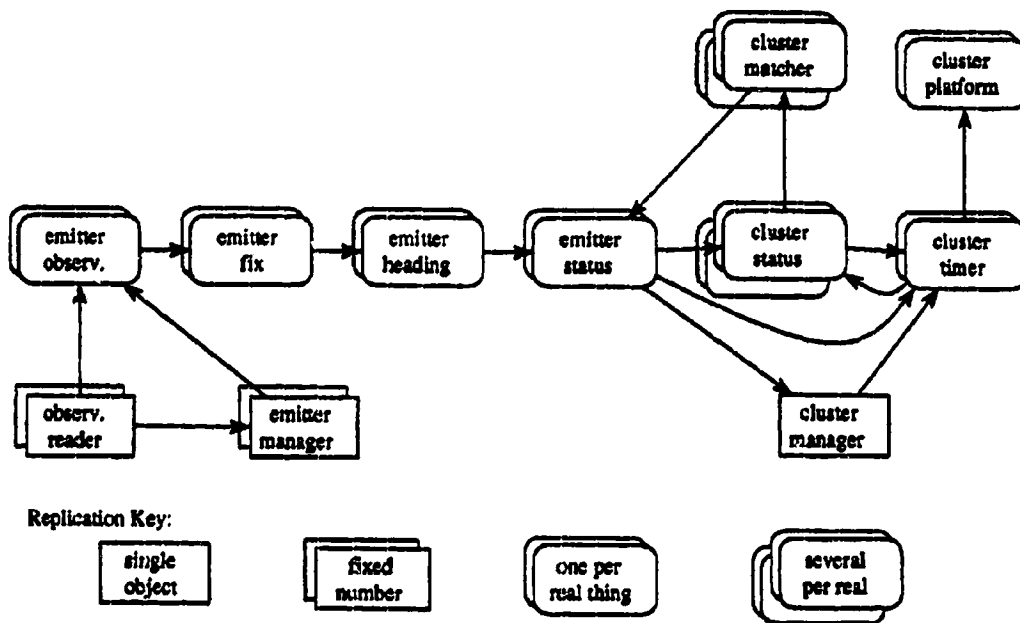 cluster
matcher
cluster
platform
emitter
observ.
emitter
fix
emitter
heading
emitter
status
cluster
status
cluster
timer
observ.
reader
emitter
manager
cluster
manager
Replication Key:
single
object
fixed
number
one per
real thing
several
per real